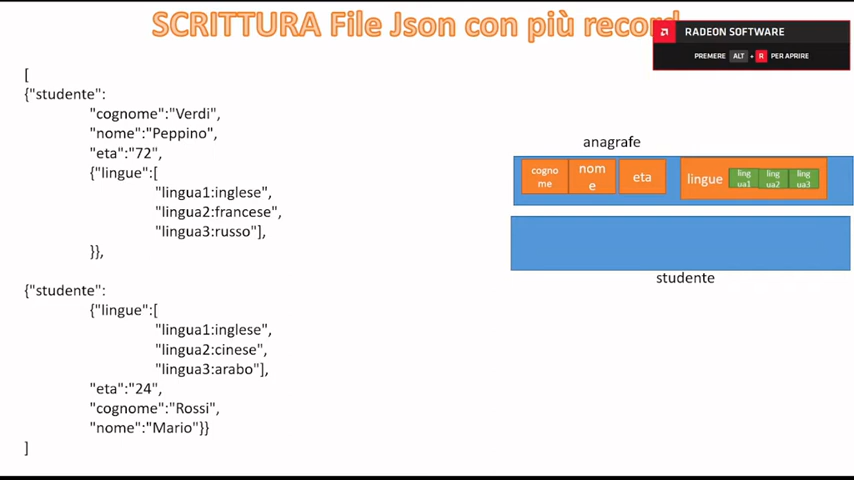 SCRITTURA File Json con più record
RADEON SOFTWARE
PREMERE ALT + R PER APRIRE
[
{"studente":
"cognome":"Verdi",
"nome":"Peppino",
"eta":"72",
{"lingue":[
"lingua1:inglese",
"lingua2:francese",
"lingua3:russo"],
}},
{"studente":
{"lingue":[
"lingua1:inglese",
"lingua2:cinese",
"lingua3:arabo"],
"eta":"24",
"cognome":"Rossi",
"nome":"Mario"}}
]
anagrafe
cogno
me
nom
e
eta
lingue
ling
ua1
ling
ua2
ling
ua3
studente